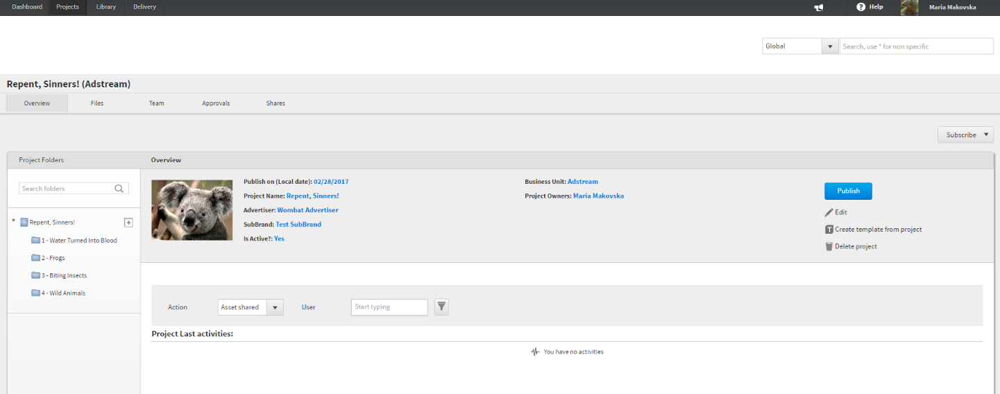 Dashboard Projects Library Delivery Help Maria Makovska
Global Search, use * for non specific
Repent, Sinners! (Adstream)
Overview Files Team Approvals Shares
Subscribe
Project Folders Overview
Search folders
Repent, Sinners!
1 - Water Turned Into Blood
2 - Frogs
3 - Biting Insects
4 - Wild Animals
Publish on (Local date): 02/28/2017
Project Name: Repent, Sinners!
Advertiser: Wombat Advertiser
SubBrand: Test SubBrand
Is Active?: Yes
Business Unit: Adstream
Project Owners: Maria Makovska
Publish
Edit
T Create template from project
Delete project
Action Asset shared User Start typing
Project Last activities:
You have no activities